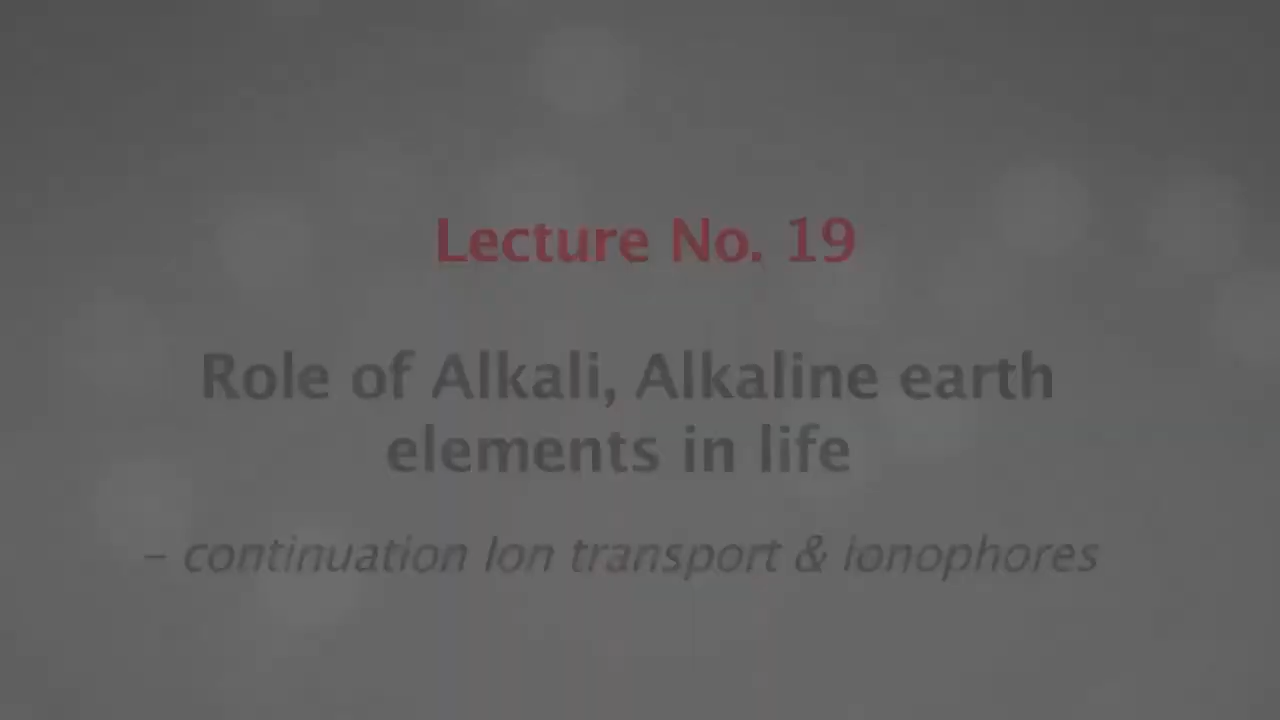 Lecture No. 19
Role of Alkali, Alkaline earth
elements in life
– continuation Ion transport & ionophores